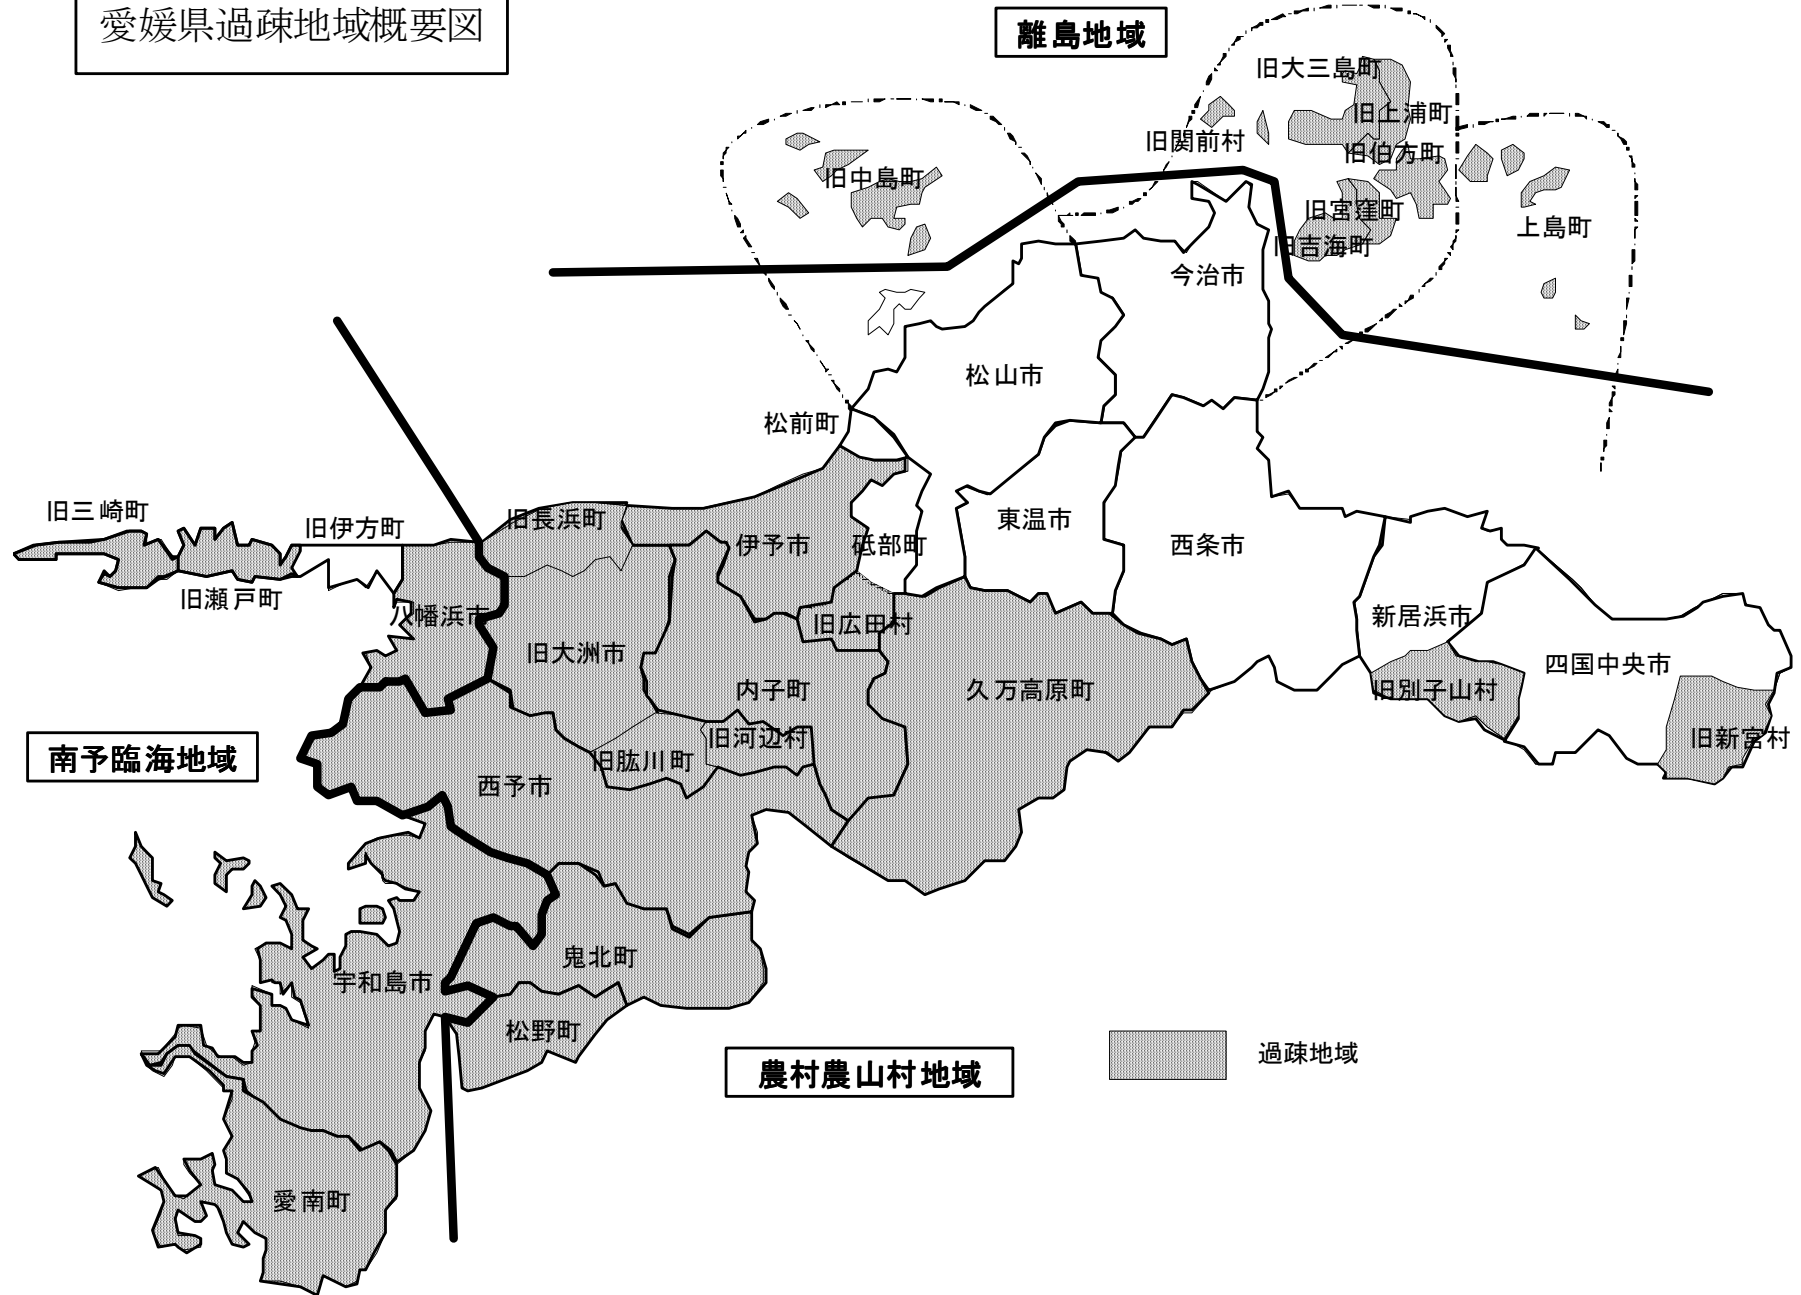 愛媛県過疎地域概要図
離島地域
旧大三島町
旧上浦町
旧関前村
旧伯方町
旧中島町
旧宮窪町
上島町
旧吉海町
今治市
松山市
松前町
旧三崎町
旧伊方町
旧長浜町
伊予市
砥部町
東温市
西条市
旧瀬戸町
八幡浜市
旧大洲市
旧広田村
新居浜市
四国中央市
内子町
久万高原町
旧別子山村
旧新宮村
旧河辺村
旧肱川町
南予臨海地域
西予市
鬼北町
宇和島市
松野町
農村農山村地域
過疎地域
愛南町